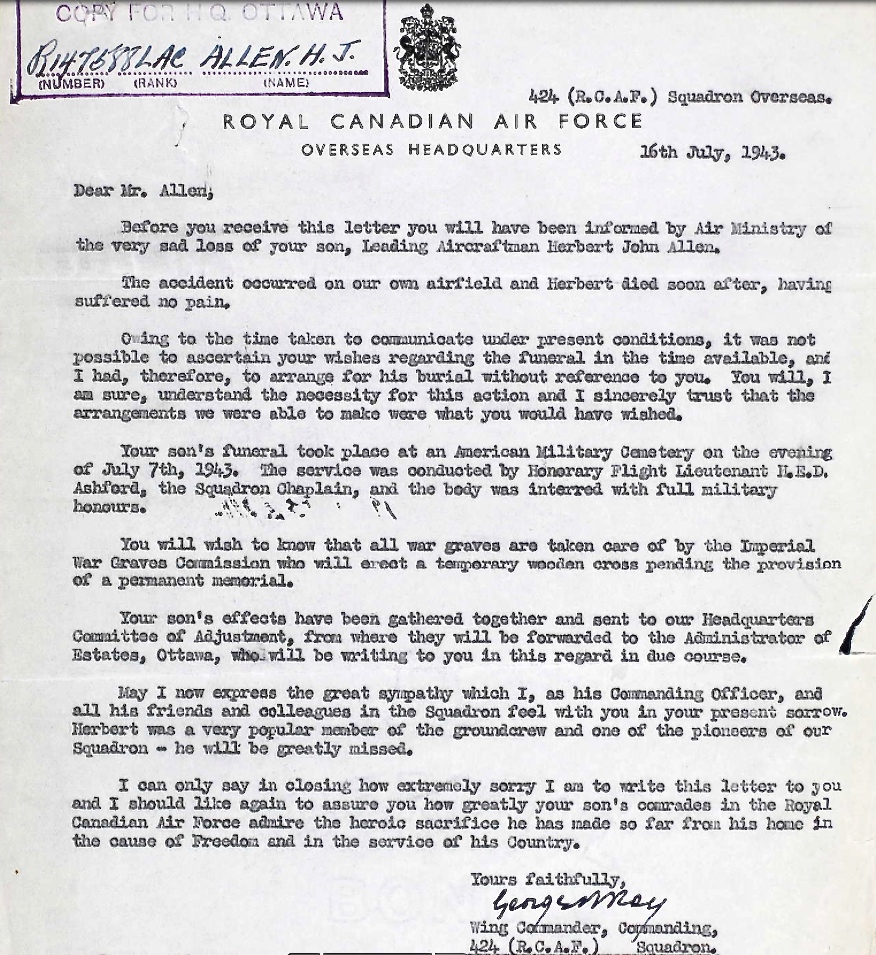 COPY FOR H.Q. OTTAWA
R147588 LAC ALLEN. H. J.
(NUMBER) (RANK) (NAME)
424 (R.C.A.F.) Squadron Overseas.
ROYAL CANADIAN AIR FORCE
OVERSEAS HEADQUARTERS
16th July, 1943.
Dear Mr. Allen;
Before you receive this letter you will have been informed by Air Ministry of
the very sad loss of your son, Leading Aircraftman Herbert John Allen.
The accident occurred on our own airfield and Herbert died soon after, having
suffered no pain.
Owing to the time taken to communicate under present conditions, it was not
possible to ascertain your wishes regarding the funeral in the time available, and
I had, therefore, to arrange for his burial without reference to you. You will, I
am sure, understand the necessity for this action and I sincerely trust that the
arrangements we were able to make were what you would have wished.
Your son's funeral took place at an American Military Cemetery on the evening
of July 7th, 1943. The service was conducted by Honorary Flight Lieutenant H.E.D.
Ashford, the Squadron Chaplain, and the body was interred with full military
honours.
You will wish to know that all war graves are taken care of by the Imperial
War Graves Commission who will erect a temporary wooden cross pending the provision
of a permanent memorial.
Your son's effects have been gathered together and sent to our Headquarters
Committee of Adjustment, from where they will be forwarded to the Administrator of
Estates, Ottawa, who will be writing to you in this regard in due course.
May I now express the great sympathy which I, as his Commanding Officer, and
all his friends and colleagues in the Squadron feel with you in your present sorrow.
Herbert was a very popular member of the groundcrew and one of the pioneers of our
Squadron - he will be greatly missed.
I can only say in closing how extremely sorry I am to write this letter to you
and I should like again to assure you how greatly your son's comrades in the Royal
Canadian Air Force admire the heroic sacrifice he has made so far from his home in
the cause of Freedom and in the service of his Country.
Yours faithfully,
George A Roy
Wing Commander, Commanding,
424 (R.C.A.F.) Squadron.